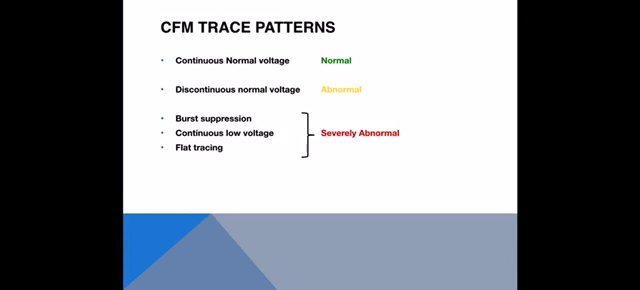 CFM TRACE PATTERNS
• Continuous Normal voltage Normal
• Discontinuous normal voltage Abnormal
• Burst suppression
• Continuous low voltage Severely Abnormal
• Flat tracing